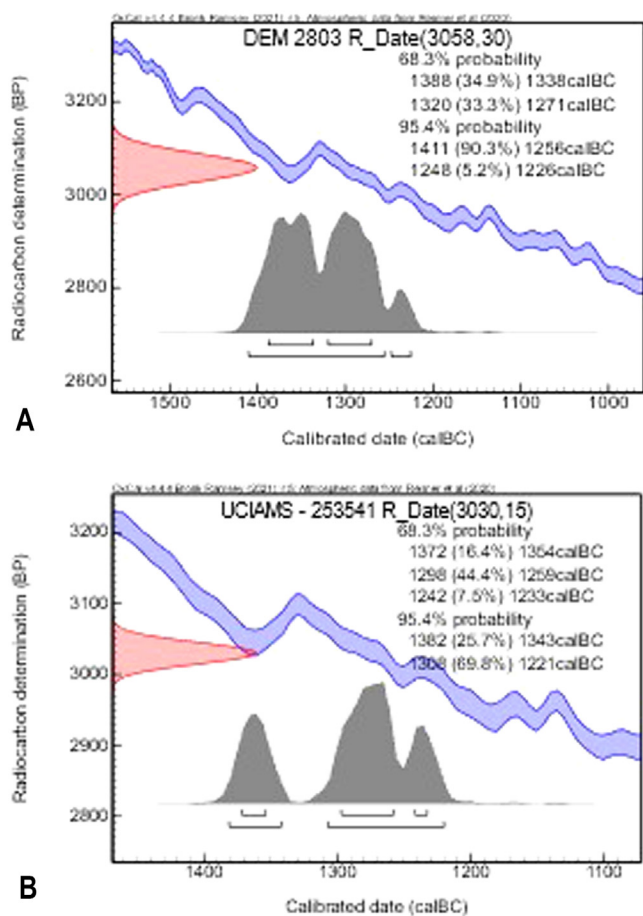 DEM 2803 R_Date(3058,30)
68.3% probability
1388 (34.9%) 1338calBC
1320 (33.3%) 1271calBC
95.4% probability
1411 (90.3%) 1256calBC
1248 (5.2%) 1226calBC
Radiocarbon determination (BP)
3200
3000
2800
2600
1500 1400 1300 1200 1100 1000
Calibrated date (calBC)
A
UCIAMS - 253541 R_Date(3030,15)
68.3% probability
1372 (16.4%) 1354calBC
1298 (44.4%) 1259calBC
1242 (7.5%) 1233calBC
95.4% probability
1382 (25.7%) 1343calBC
1308 (69.8%) 1221calBC
Radiocarbon determination (BP)
3200
3100
3000
2900
2800
1400 1300 1200 1100
Calibrated date (calBC)
B